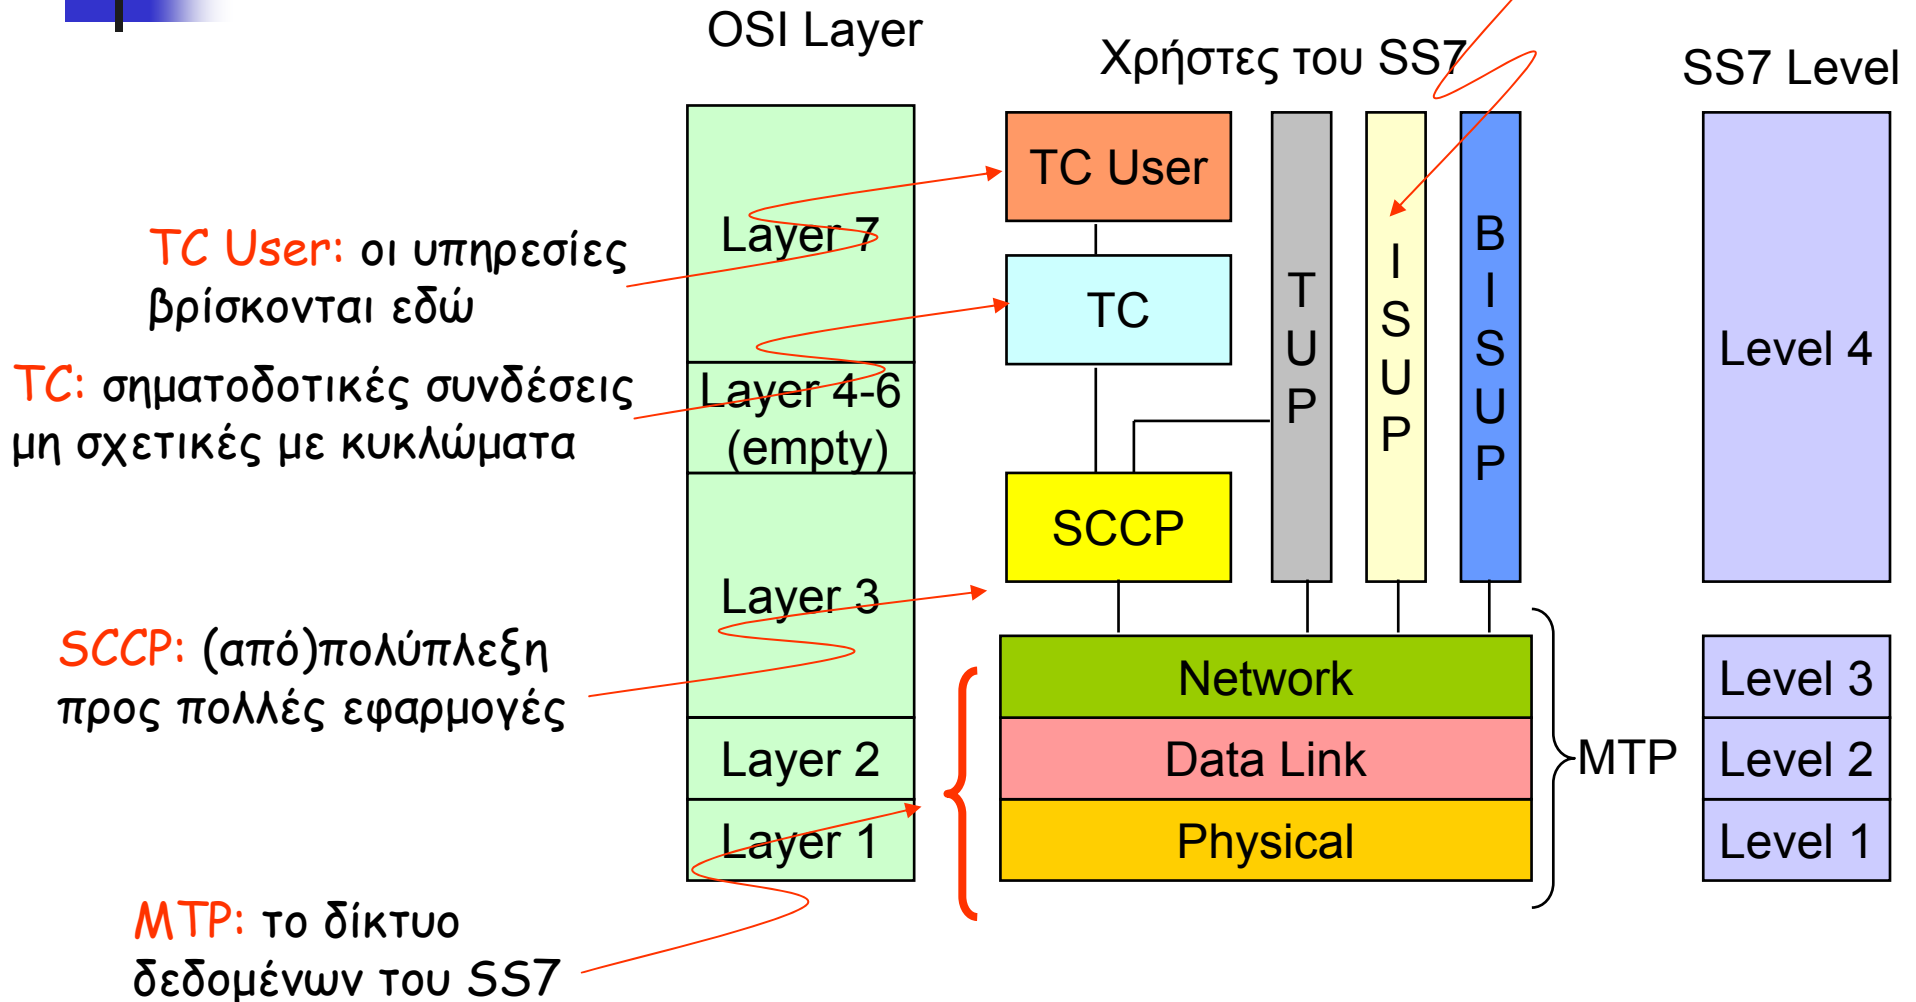 OSI Layer
Χρήστες του SS7
SS7 Level
TC User
Layer 7
TC User: οι υπηρεσίες
βρίσκονται εδώ
TC
TUP
ISUP
BISUP
Level 4
TC: σηματοδοτικές συνδέσεις
μη σχετικές με κυκλώματα
Layer 4-6
(empty)
SCCP
Layer 3
SCCP: (από)πολύπλεξη
προς πολλές εφαρμογές
Network
Level 3
Layer 2
Data Link
MTP
Level 2
Layer 1
Physical
Level 1
MTP: το δίκτυο
δεδομένων του SS7